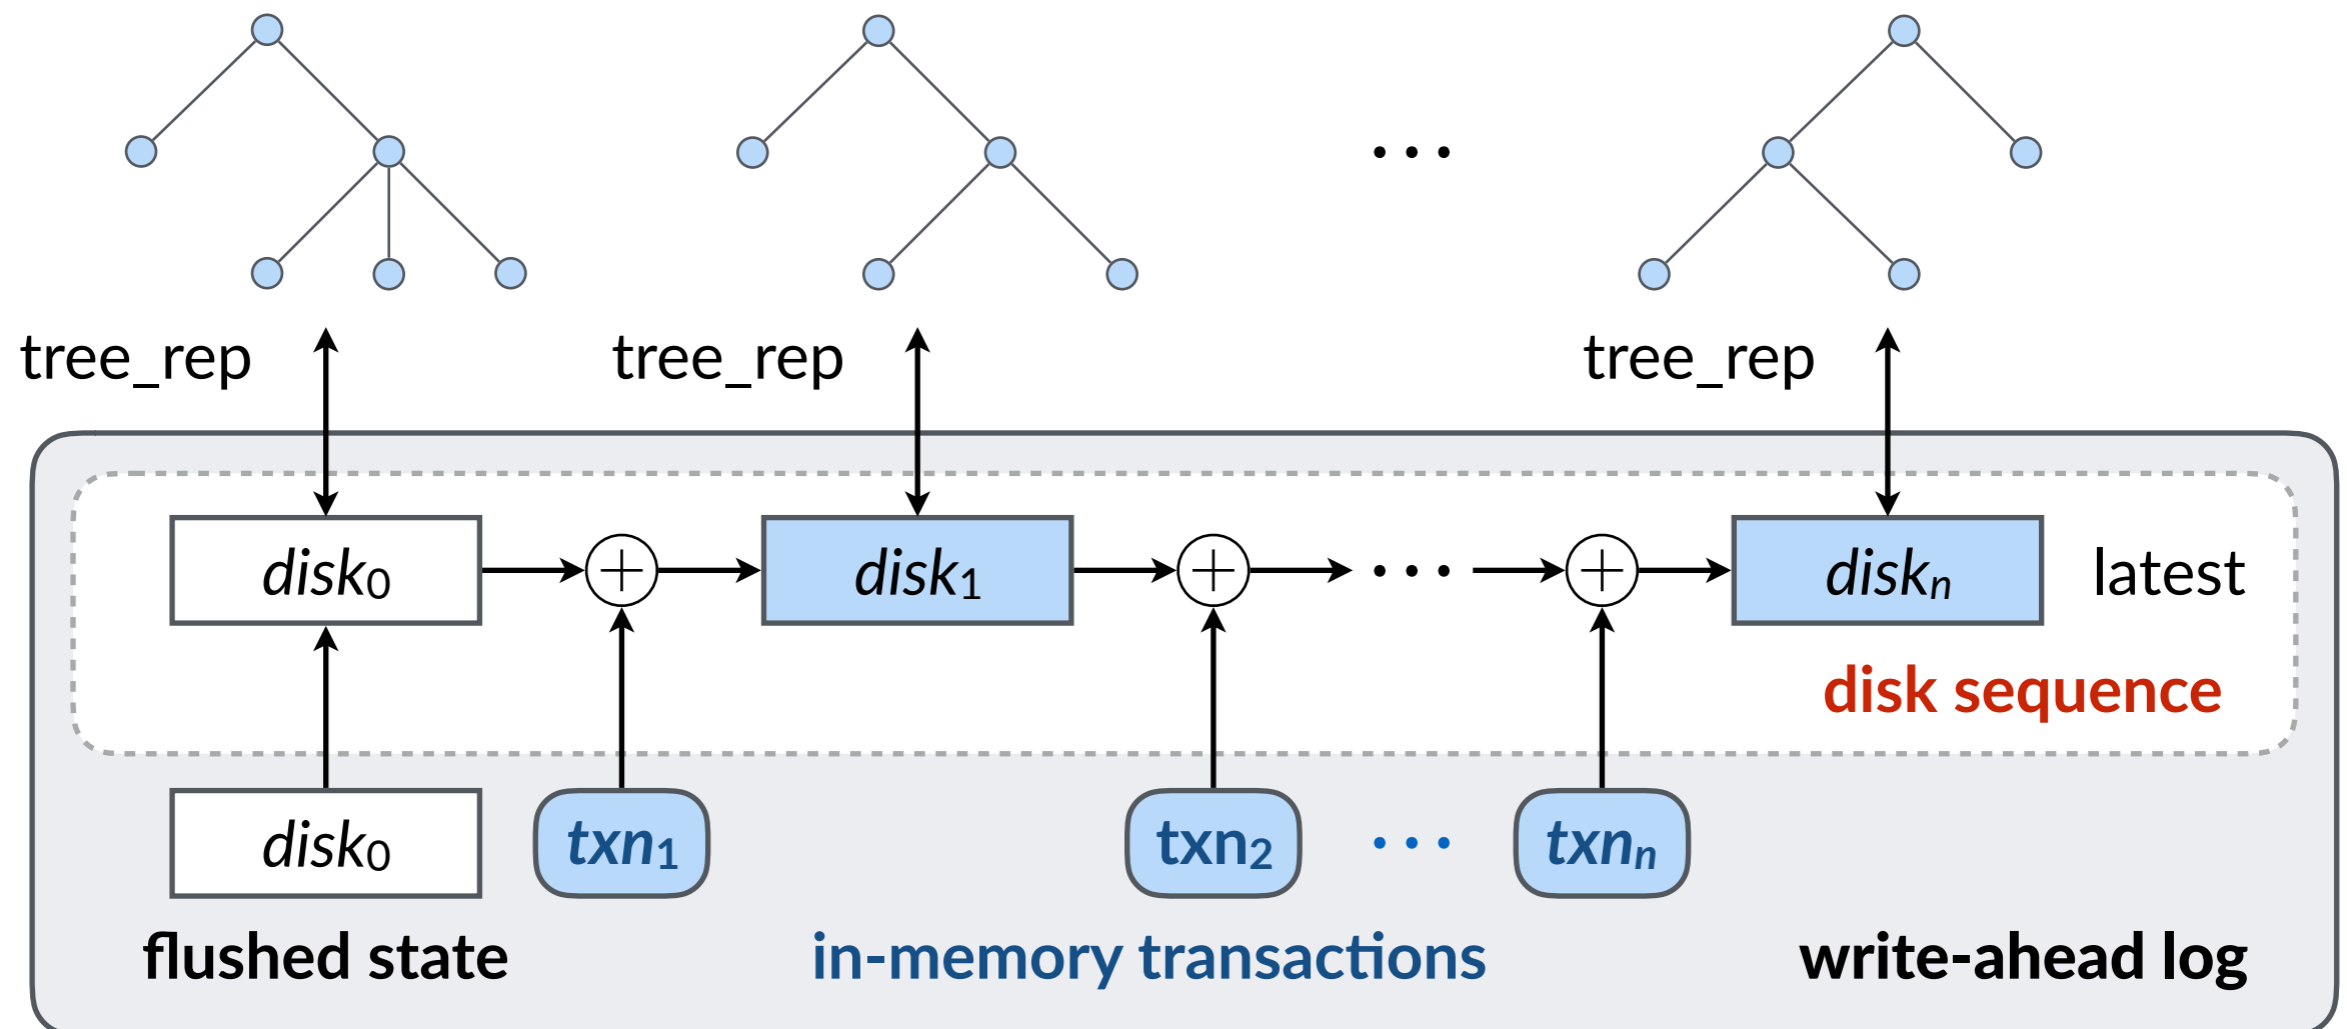 ...
tree_rep tree_rep tree_rep
disk₀ + disk₁ + ... + diskₙ latest
disk sequence
disk₀ txn₁ txn₂ ... txnₙ
flushed state in-memory transactions write-ahead log